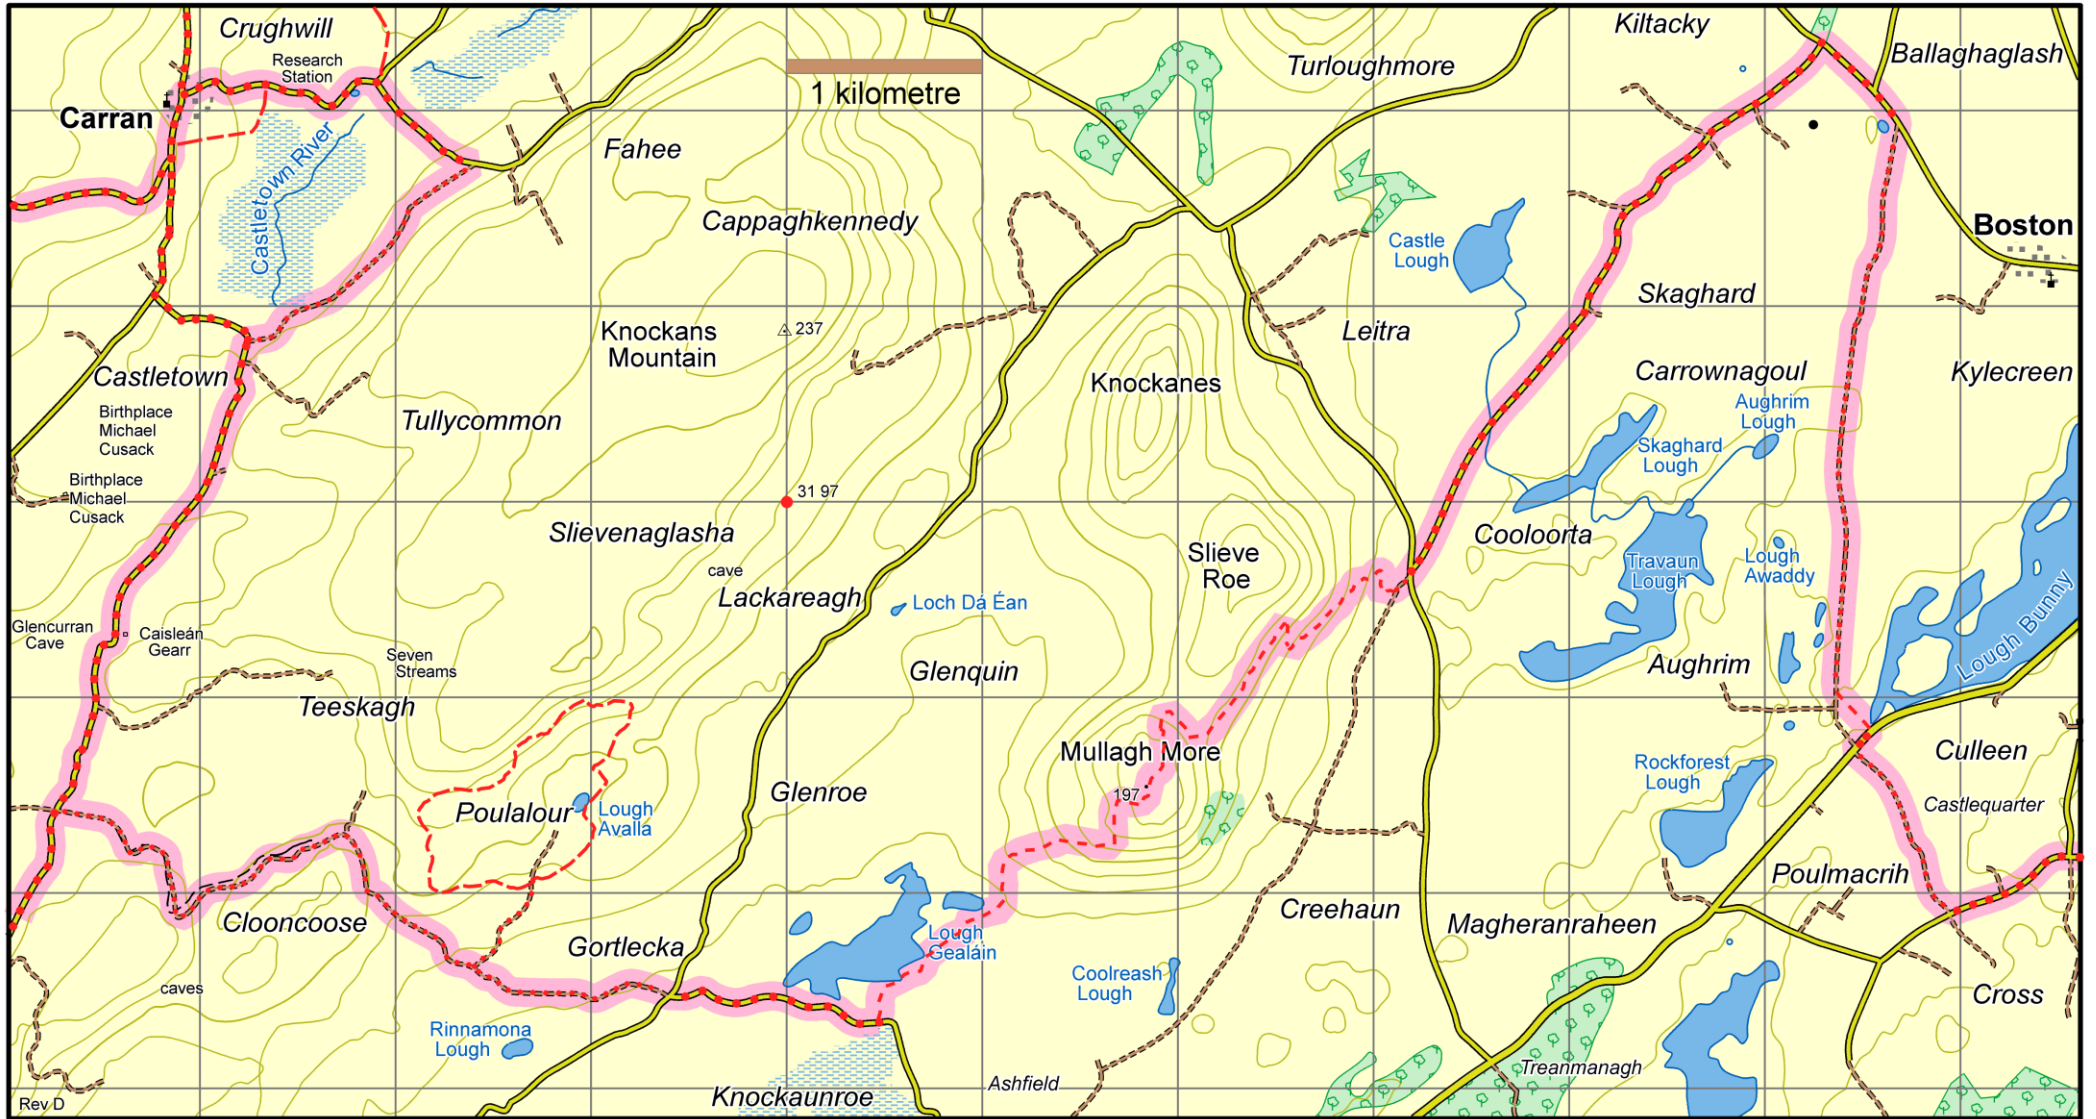 Crughwill
Research
Station
Carran
Castletown River
Fahee
1 kilometre
Cappaghkennedy
Turloughmore
Kiltacky
Ballaghaglash
Boston
Castle
Lough
Skaghard
Leitra
Knockans
Mountain
237
Knockanes
Carrownagoul
Kylecreen
Castletown
Birthplace
Michael
Cusack
Birthplace
Michael
Cusack
Tullycommon
Aughrim
Lough
Skaghard
Lough
31 97
Slievenaglasha
cave
Lackareagh
Loch Dá Éan
Slieve
Roe
Cooloorta
Travaun
Lough
Lough
Awaddy
Lough Bunny
Glencurran
Cave
Caisleán
Gearr
Seven
Streams
Glenquin
Aughrim
Teeskagh
Mullagh More
197
Culleen
Rockforest
Lough
Castlequarter
Poulalour
Lough
Avalla
Glenroe
Poulmacrih
Clooncoose
Gortlecka
Lough
Gealáin
Creehaun
Magheranraheen
Coolreash
Lough
caves
Cross
Rinnamona
Lough
Treanmanagh
Ashfield
Knockaunroe
Rev D